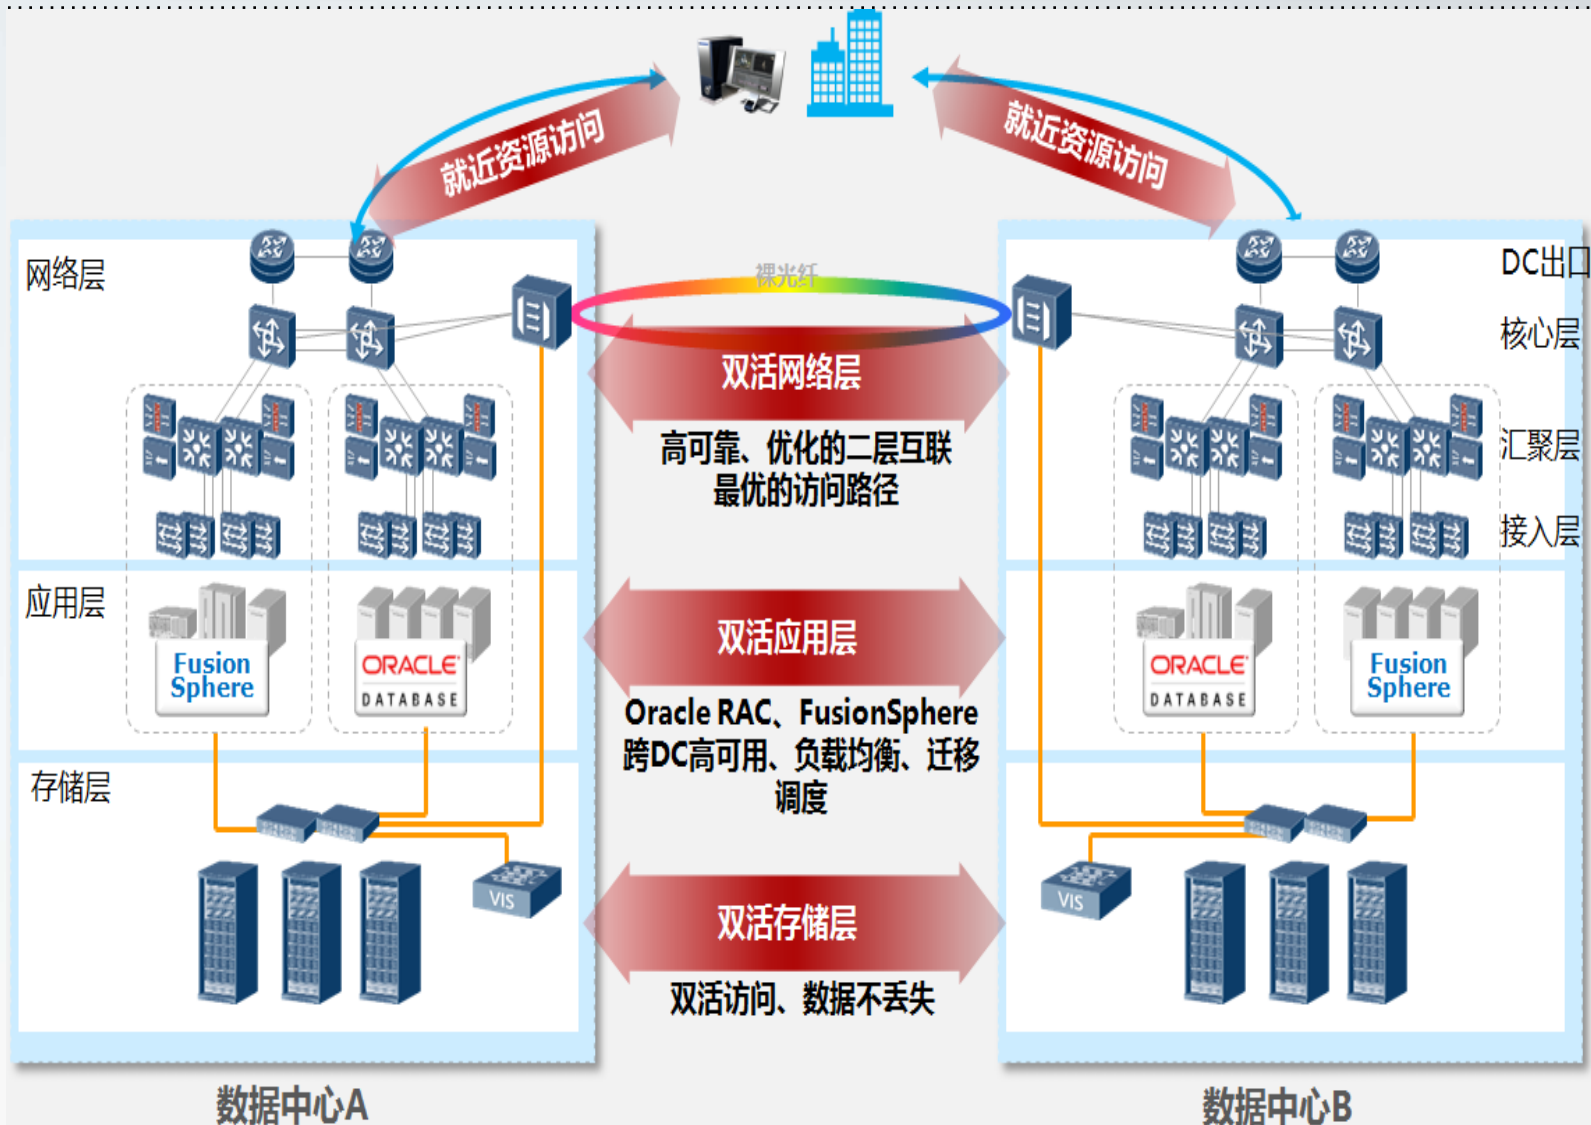 就近资源访问
就近资源访问
网络层
DC出口
裸光纤
核心层
双活网络层
高可靠、优化的二层互联
最优的访问路径
汇聚层
接入层
应用层
双活应用层
Fusion
Sphere
ORACLE
DATABASE
ORACLE
DATABASE
Fusion
Sphere
Oracle RAC、FusionSphere
跨DC高可用、负载均衡、迁移
调度
存储层
VIS
VIS
双活存储层
双活访问、数据不丢失
数据中心A
数据中心B